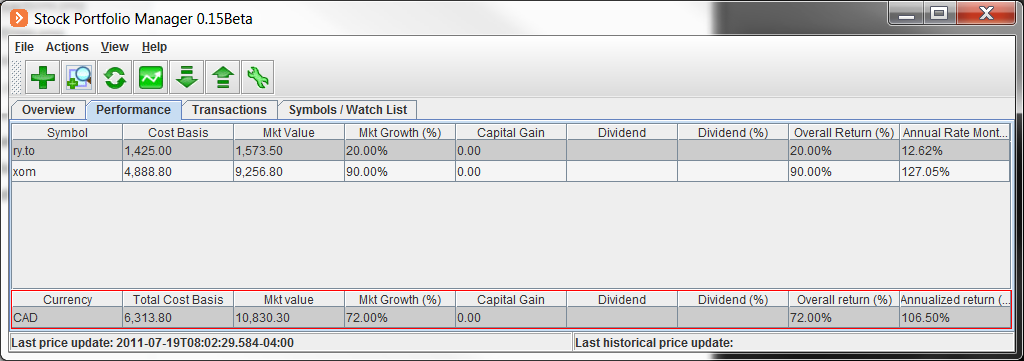 Stock Portfolio Manager 0.15Beta
File Actions View Help
Overview Performance Transactions Symbols / Watch List
Symbol Cost Basis Mkt Value Mkt Growth (%) Capital Gain Dividend Dividend (%) Overall Return (%) Annual Rate Mont...
ry.to 1,425.00 1,573.50 20.00% 0.00 20.00% 12.62%
xom 4,888.80 9,256.80 90.00% 0.00 90.00% 127.05%
Currency Total Cost Basis Mkt value Mkt Growth (%) Capital Gain Dividend Dividend (%) Overall return (%) Annualized return (...
CAD 6,313.80 10,830.30 72.00% 0.00 72.00% 106.50%
Last price update: 2011-07-19T08:02:29.584-04:00 Last historical price update: